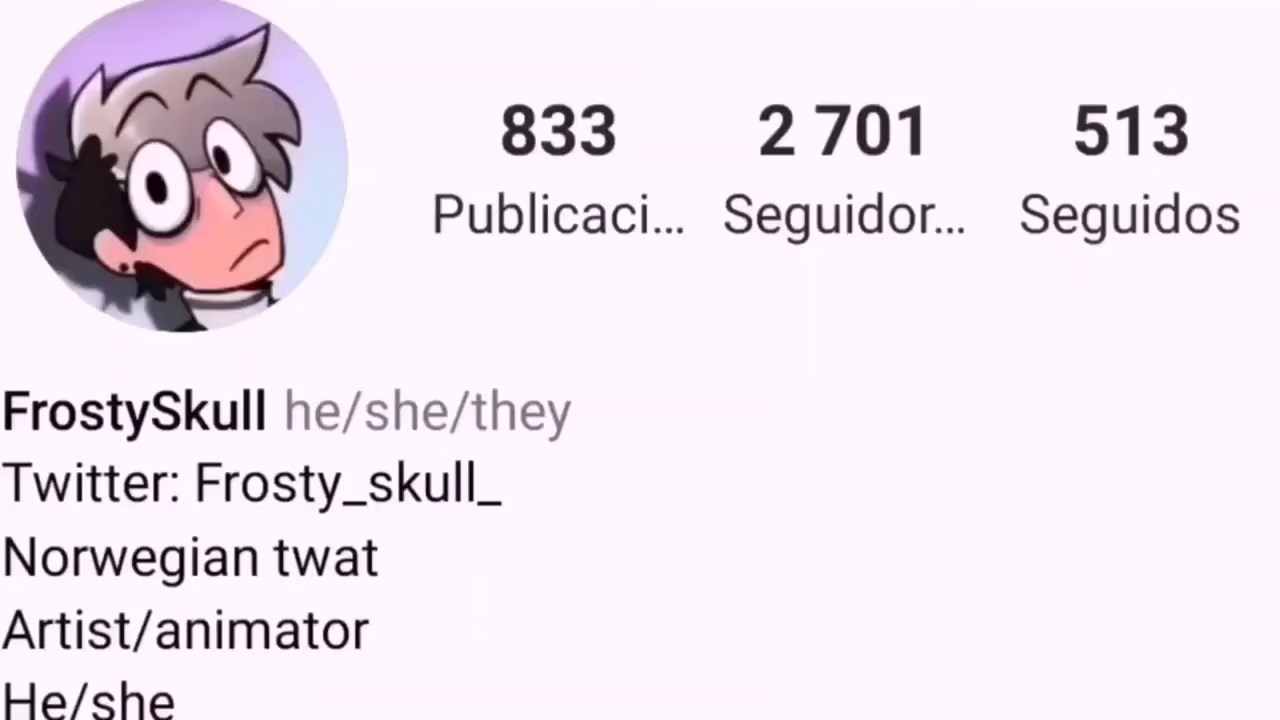 833 2 701 513
Publicaci... Seguidor... Seguidos
FrostySkull he/she/they
Twitter: Frosty_skull_
Norwegian twat
Artist/animator
He/she